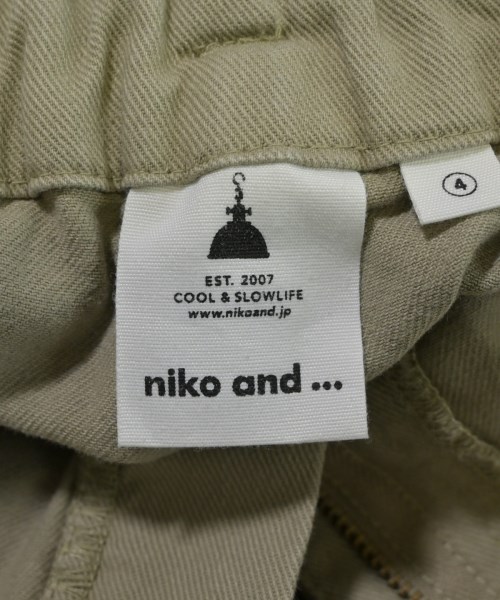 EST. 2007
COOL & SLOWLIFE
www.nikoand.jp
niko and ...
4